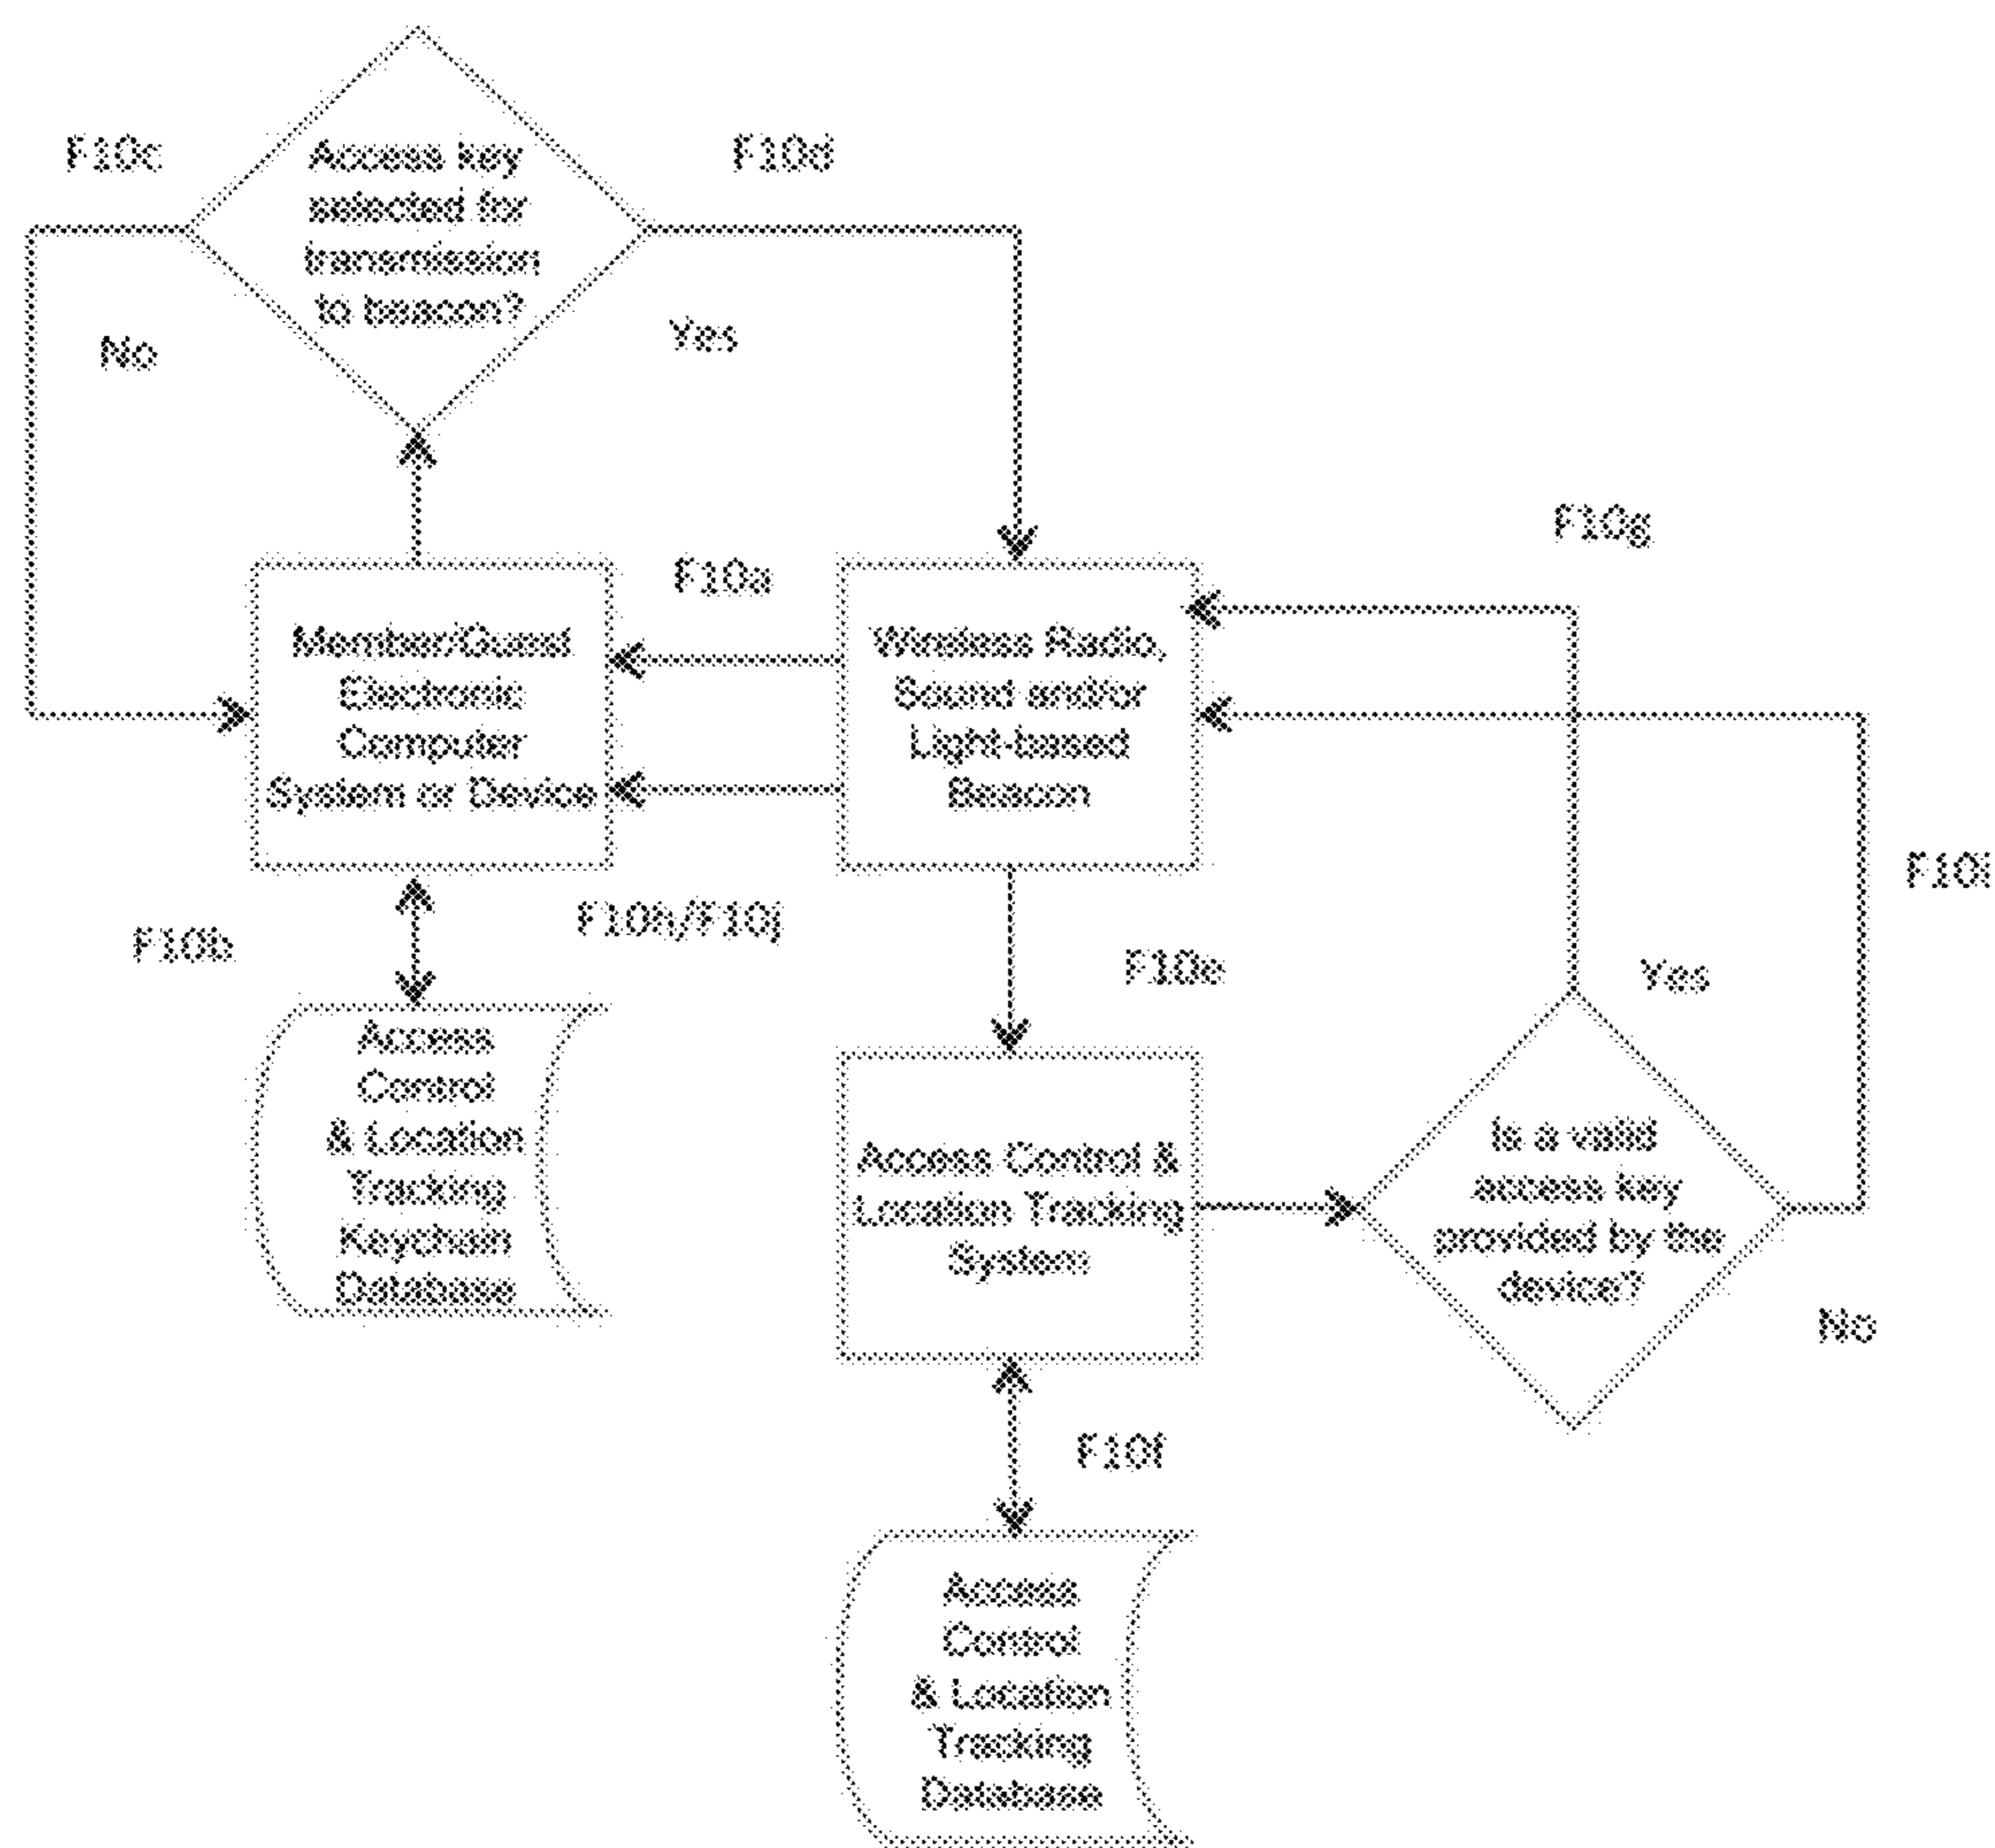 F10c
Access key
selected for
transmission
to beacon?
F10d
No
Yes
F10g
F10a
Member/Guest
Electronic
Computer
System or Device
Wireless Radio,
Sound and/or
Light-based
Beacon
F10i
F10b
F10h/F10j
F10e
Yes
Access
Control
& Location
Tracking
Keychain
Database
Access Control &
Location Tracking
System
Is a valid
access key
provided by the
device?
No
F10f
Access
Control
& Location
Tracking
Database